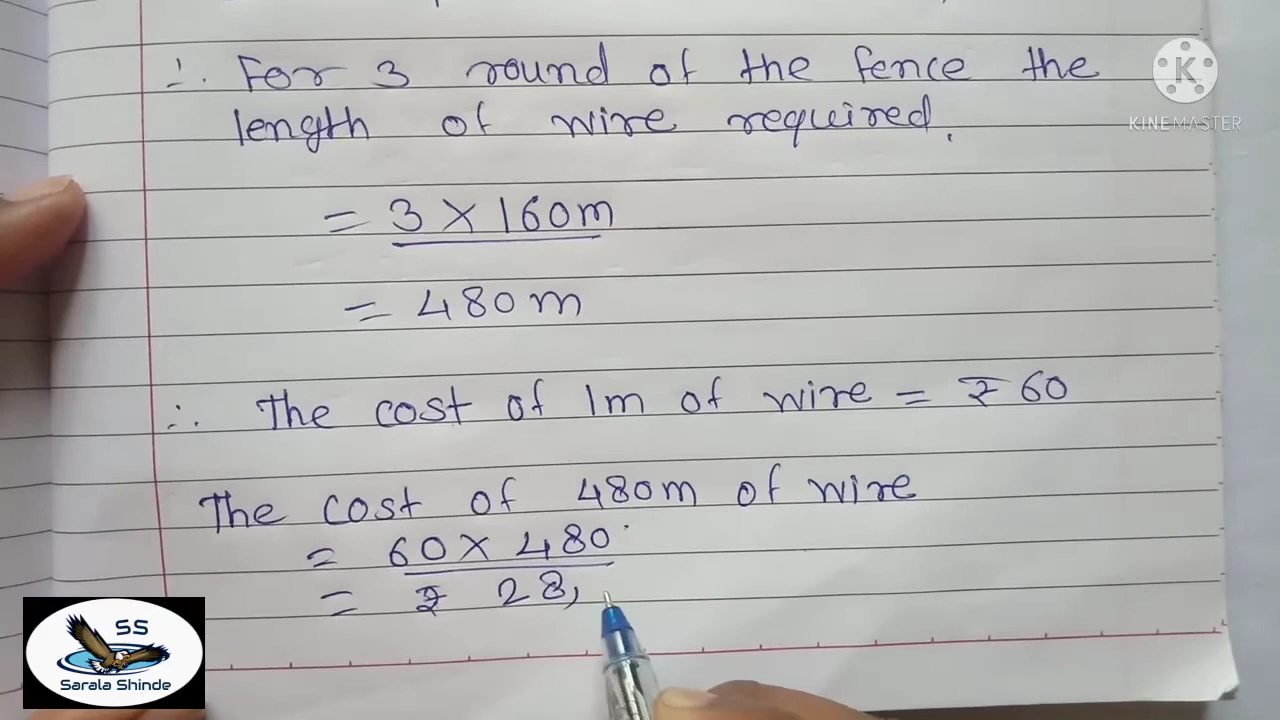 ∴ For 3 round of the fence the
length of wire required.
= 3 × 160m
= 480m
∴ The cost of 1m of wire = ₹ 60
The cost of 480m of wire
= 60 × 480
= ₹ 28,
K
KINEMASTER
SS
Sarala Shinde